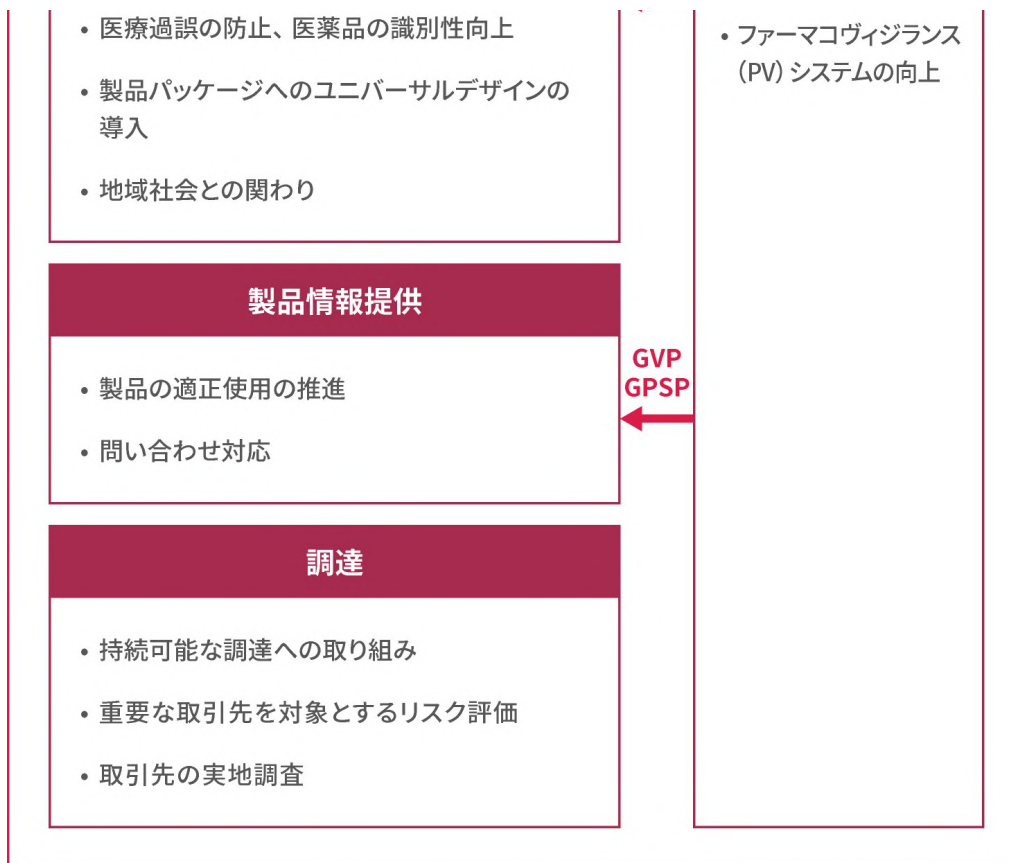 • 医療過誤の防止、医薬品の識別性向上
• 製品パッケージへのユニバーサルデザインの
導入
• 地域社会との関わり
製品情報提供
• 製品の適正使用の推進
• 問い合わせ対応
調達
• 持続可能な調達への取り組み
• 重要な取引先を対象とするリスク評価
• 取引先の実地調査
GVP
GPSP
• ファーマコヴィジランス
（PV）システムの向上